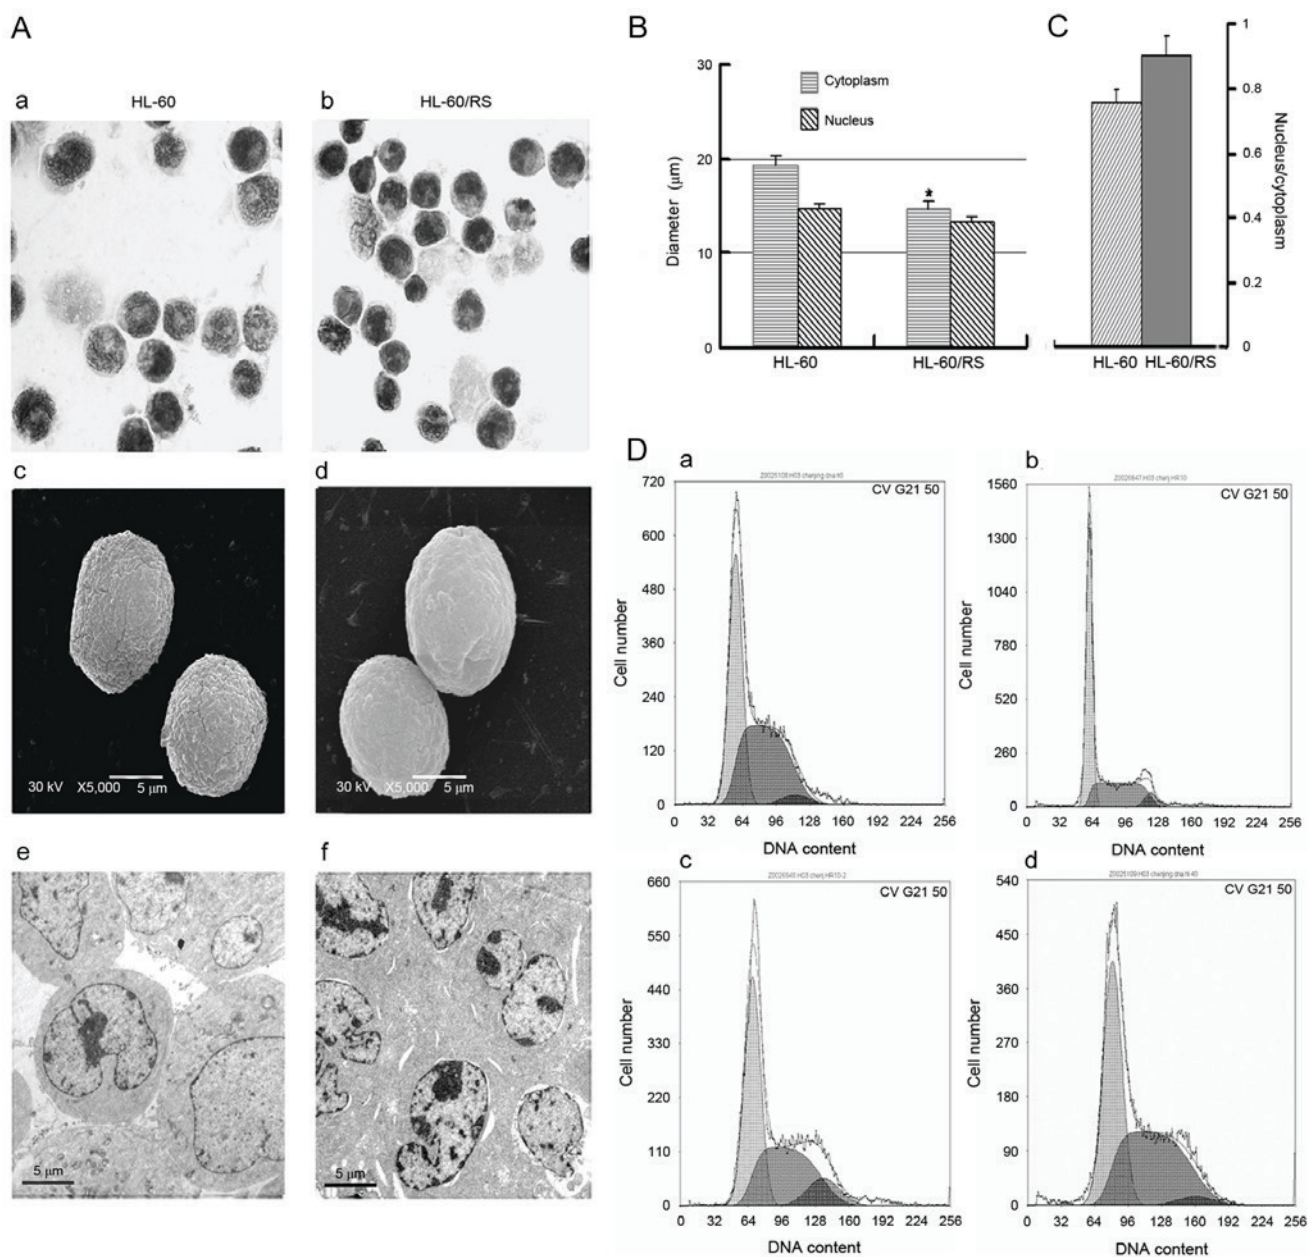 A
a
HL-60
b
HL-60/RS
c
30 kV X5,000 5 μm
d
30 kV X5,000 5 μm
e
5 μm
f
5 μm
B
30
20
10
0
Diameter (μm)
Cytoplasm
Nucleus
*
HL-60
HL-60/RS
C
1
0.8
0.6
0.4
0.2
0
Nucleus/cytoplasm
HL-60 HL-60/RS
D
a
CV G21 50
720
600
480
360
240
120
0
Cell number
0 32 64 96 128 160 192 224 256
DNA content
b
CV G21 50
1560
1300
1040
780
520
260
0
Cell number
0 32 64 96 128 160 192 224 256
DNA content
c
CV G21 50
660
550
440
330
220
110
0
Cell number
0 32 64 96 128 160 192 224 256
DNA content
d
CV G21 50
540
450
360
270
180
90
0
Cell number
0 32 64 96 128 160 192 224 256
DNA content